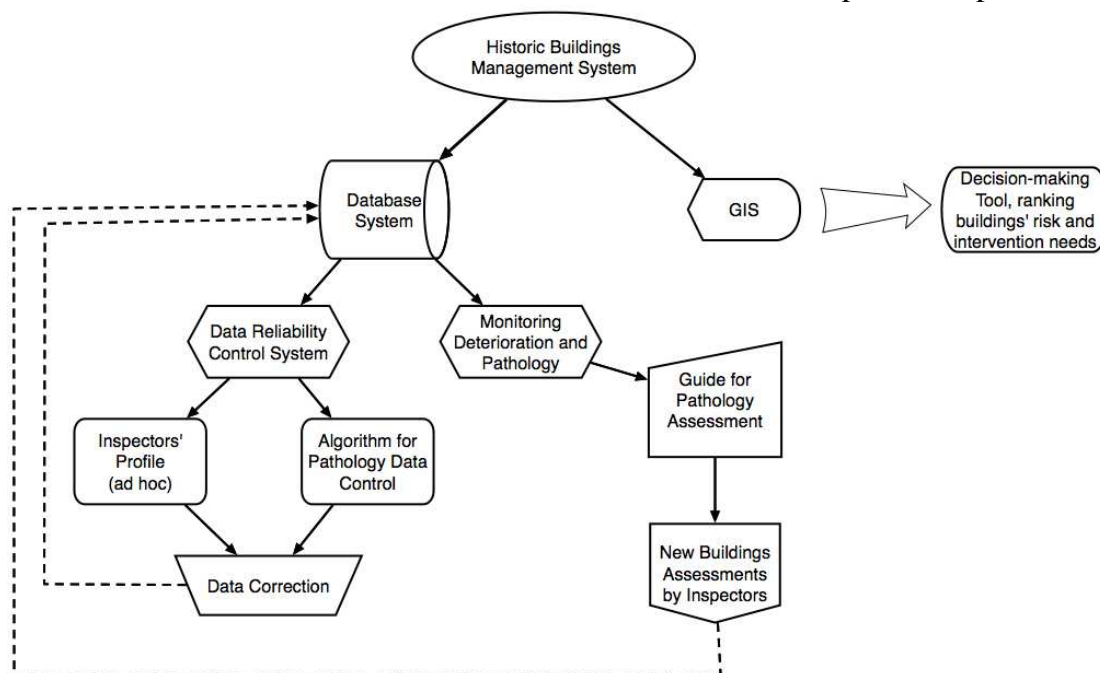 Historic Buildings
Management System
Database
System
GIS
Decision-making
Tool, ranking
buildings' risk and
intervention needs
Data Reliability
Control System
Monitoring
Deterioration and
Pathology
Guide for
Pathology
Assessment
Inspectors'
Profile
(ad hoc)
Algorithm for
Pathology Data
Control
New Buildings
Assessments
by Inspectors
Data Correction